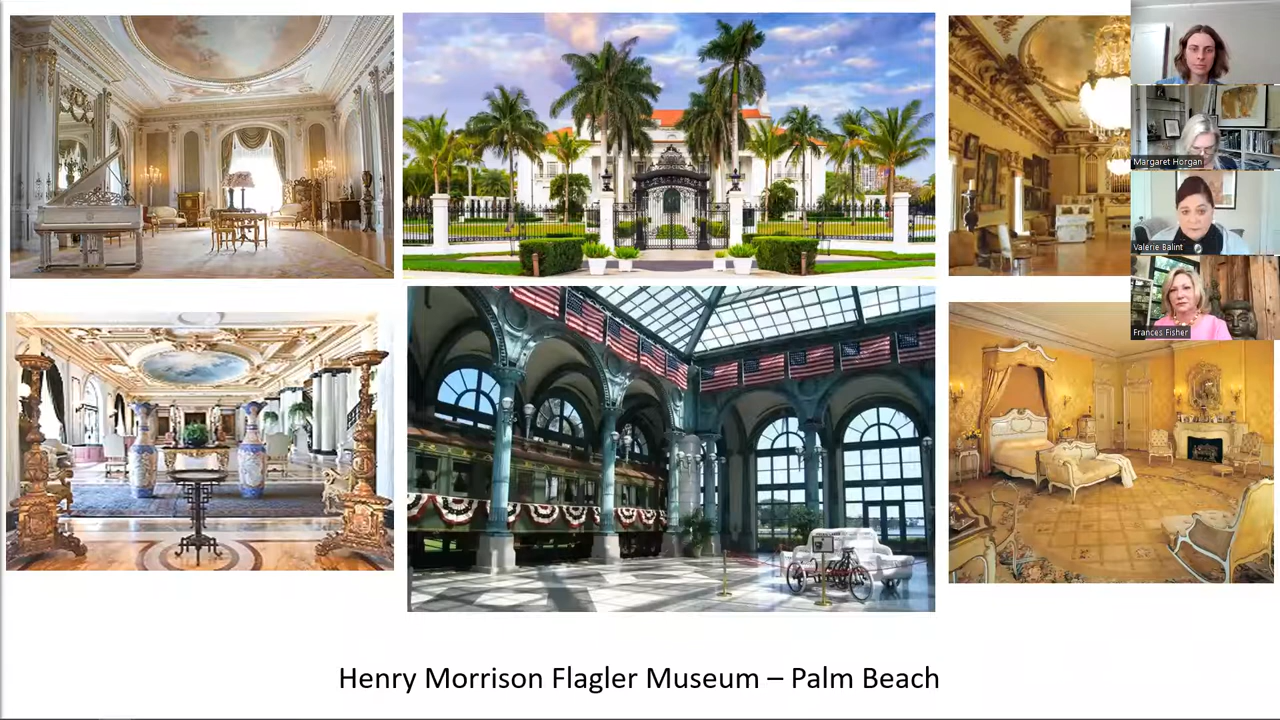 Margaret Horgan
Valerie Balint
Frances Fisher
Henry Morrison Flagler Museum – Palm Beach